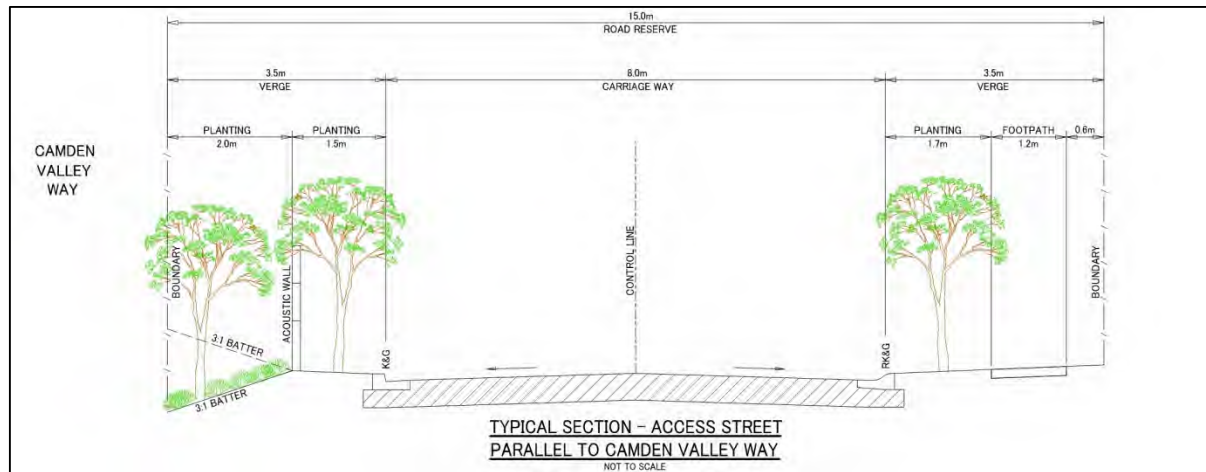 15.0m
ROAD RESERVE
3.5m
VERGE
8.0m
CARRIAGE WAY
3.5m
VERGE
PLANTING
2.0m
PLANTING
1.5m
PLANTING
1.7m
FOOTPATH
1.2m
0.6m
CAMDEN
VALLEY
WAY
BOUNDARY
ACOUSTIC WALL
CONTROL LINE
BOUNDARY
3:1 BATTER
K&G
RK&G
3:1 BATTER
TYPICAL SECTION - ACCESS STREET
PARALLEL TO CAMDEN VALLEY WAY
NOT TO SCALE